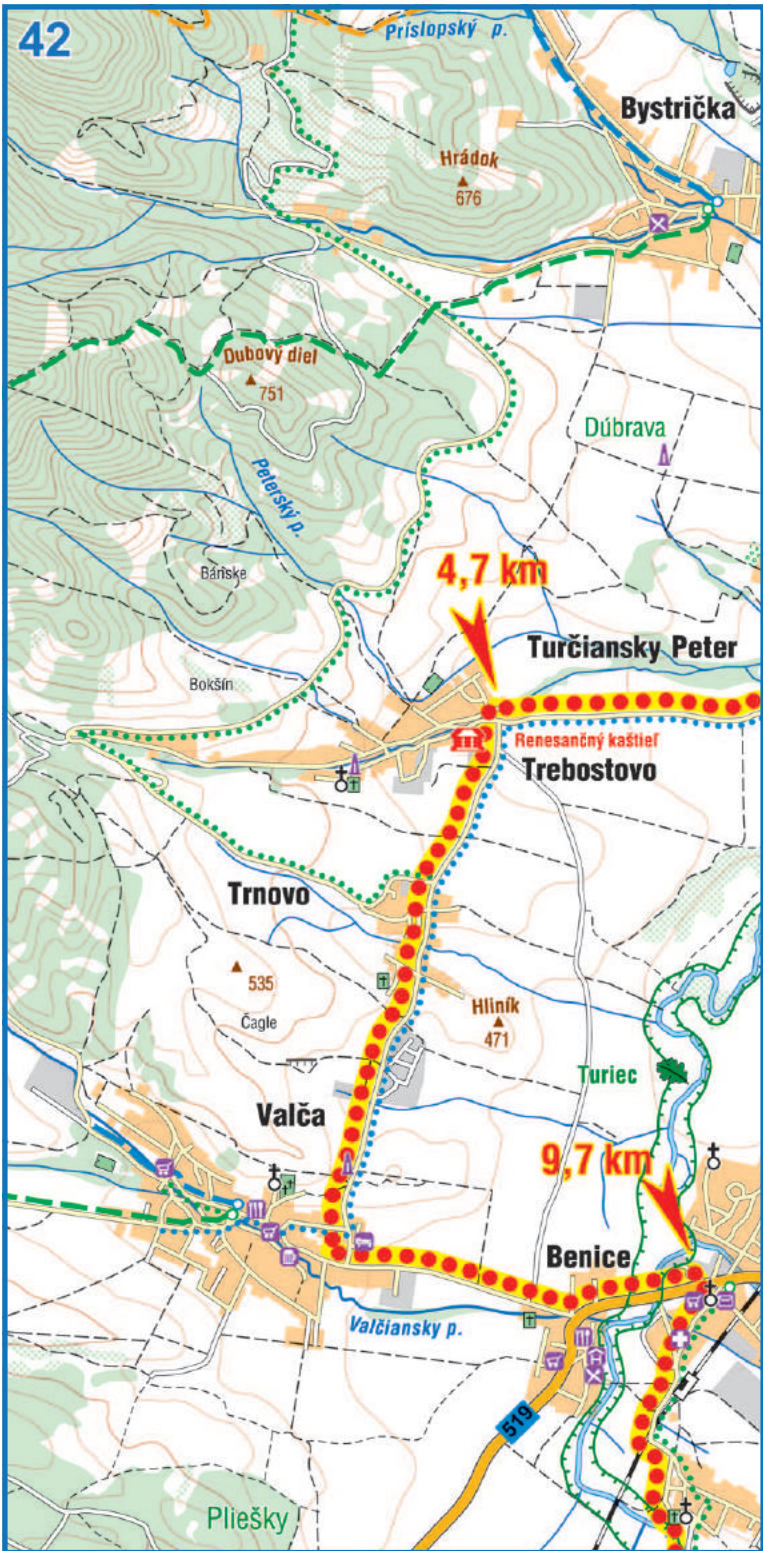 42
Príslopský p.
Bystrička
Hrádok
676
Dubový diel
751
Dúbrava
Peterský p.
Bánske
4,7 km
Turčiansky Peter
Bokšín
Renesančný kaštieľ
Trebostovo
Trnovo
535
Čagle
Hliník
471
Turiec
Valča
9,7 km
Benice
Valčiansky p.
519
Pliešky